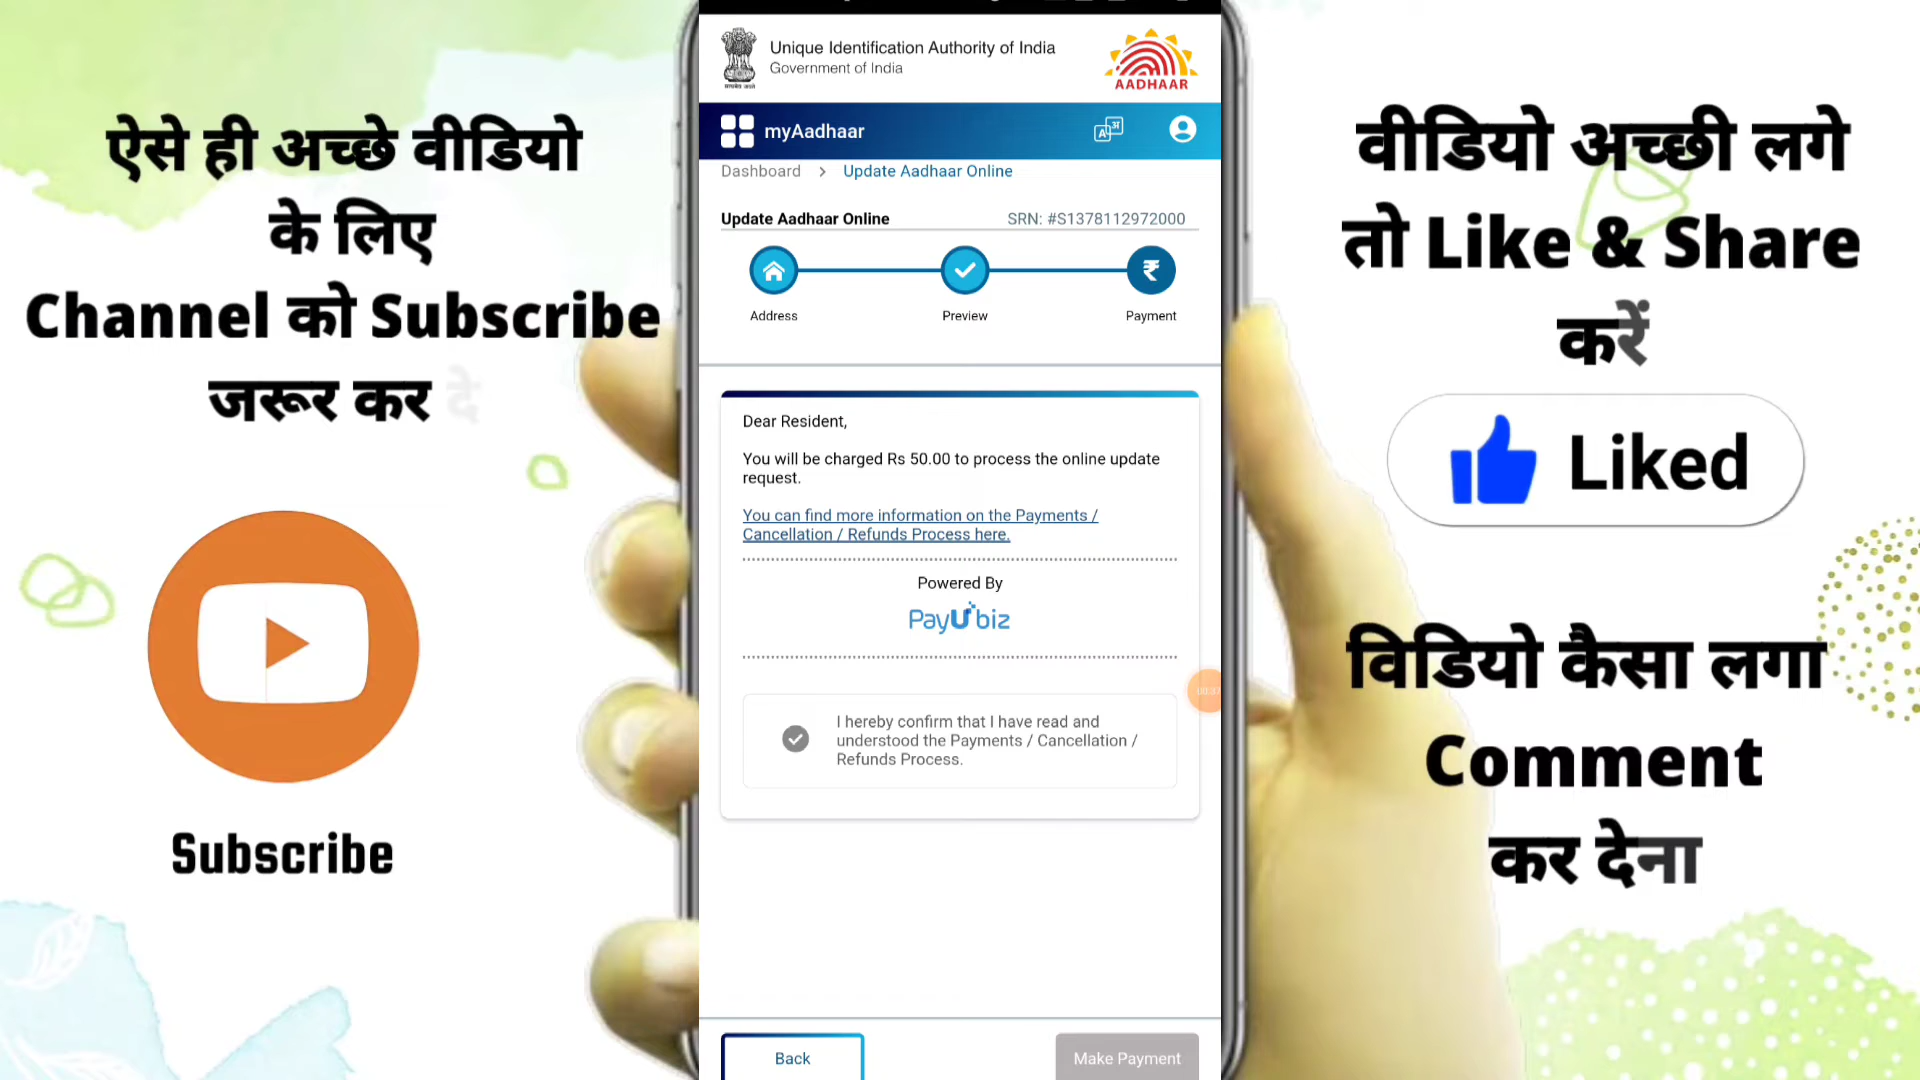 ऐसे ही अच्छे वीडियो
के लिए
Channel को Subscribe
जरूर कर दे
Subscribe
Unique Identification Authority of India
Government of India
AADHAAR
myAadhaar
Dashboard > Update Aadhaar Online
Update Aadhaar Online SRN: #S1378112972000
Address Preview Payment
Dear Resident,
You will be charged Rs 50.00 to process the online update
request.
You can find more information on the Payments /
Cancellation / Refunds Process here.
Powered By
PayUbiz
I hereby confirm that I have read and
understood the Payments / Cancellation /
Refunds Process.
Back Make Payment
वीडियो अच्छी लगे
तो Like & Share
करें
Liked
विडियो कैसा लगा
Comment
कर देना